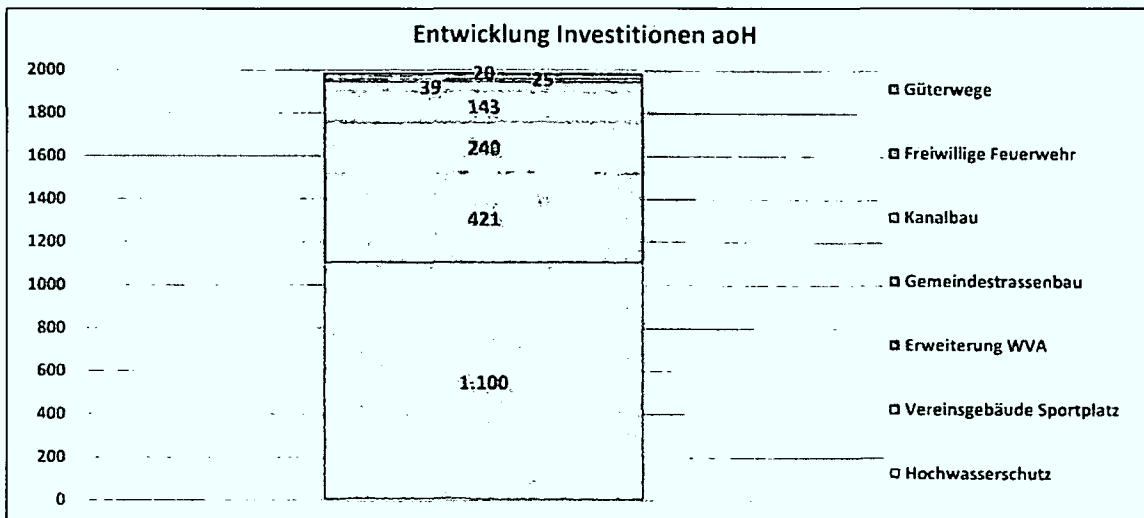 Entwicklung Investitionen aoH
2000
1800
1600
1400
1200
1000
800
600
400
200
0
20
25
39
143
240
421
1.100
Güterwege
Freiwillige Feuerwehr
Kanalbau
Gemeindestrassenbau
Erweiterung WVA
Vereinsgebäude Sportplatz
Hochwasserschutz